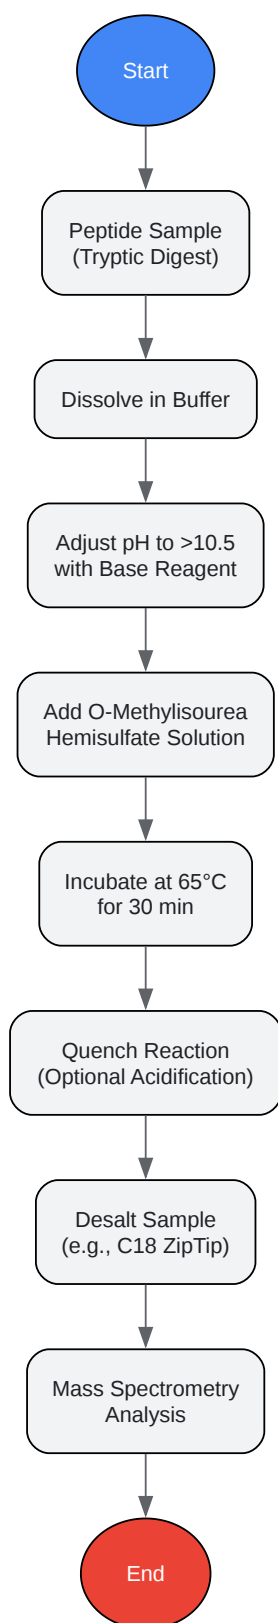 Start
Peptide Sample
(Tryptic Digest)
Dissolve in Buffer
Adjust pH to >10.5
with Base Reagent
Add O-Methylisourea
Hemisulfate Solution
Incubate at 65°C
for 30 min
Quench Reaction
(Optional Acidification)
Desalt Sample
(e.g., C18 ZipTip)
Mass Spectrometry
Analysis
End